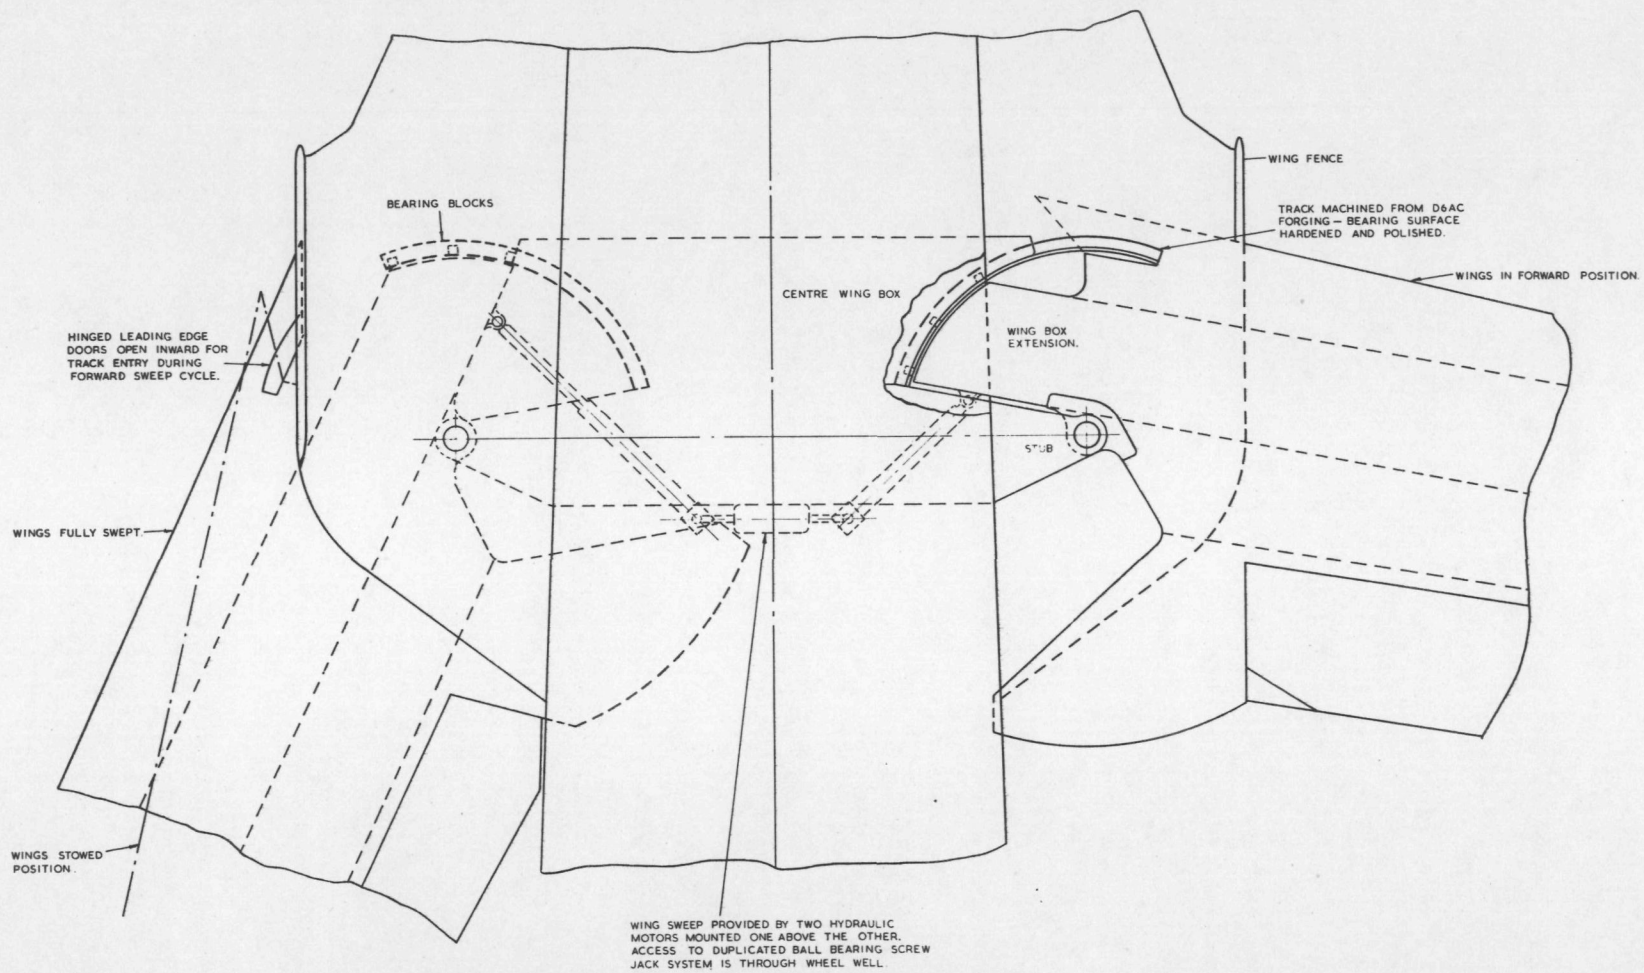 WING FENCE
BEARING BLOCKS
TRACK MACHINED FROM D6AC
FORGING – BEARING SURFACE
HARDENED AND POLISHED.
WINGS IN FORWARD POSITION.
CENTRE WING BOX
WING BOX
EXTENSION.
HINGED LEADING EDGE
DOORS OPEN INWARD FOR
TRACK ENTRY DURING
FORWARD SWEEP CYCLE.
STUB
WINGS FULLY SWEPT.
WINGS STOWED
POSITION.
WING SWEEP PROVIDED BY TWO HYDRAULIC
MOTORS MOUNTED ONE ABOVE THE OTHER.
ACCESS TO DUPLICATED BALL BEARING SCREW
JACK SYSTEM IS THROUGH WHEEL WELL.